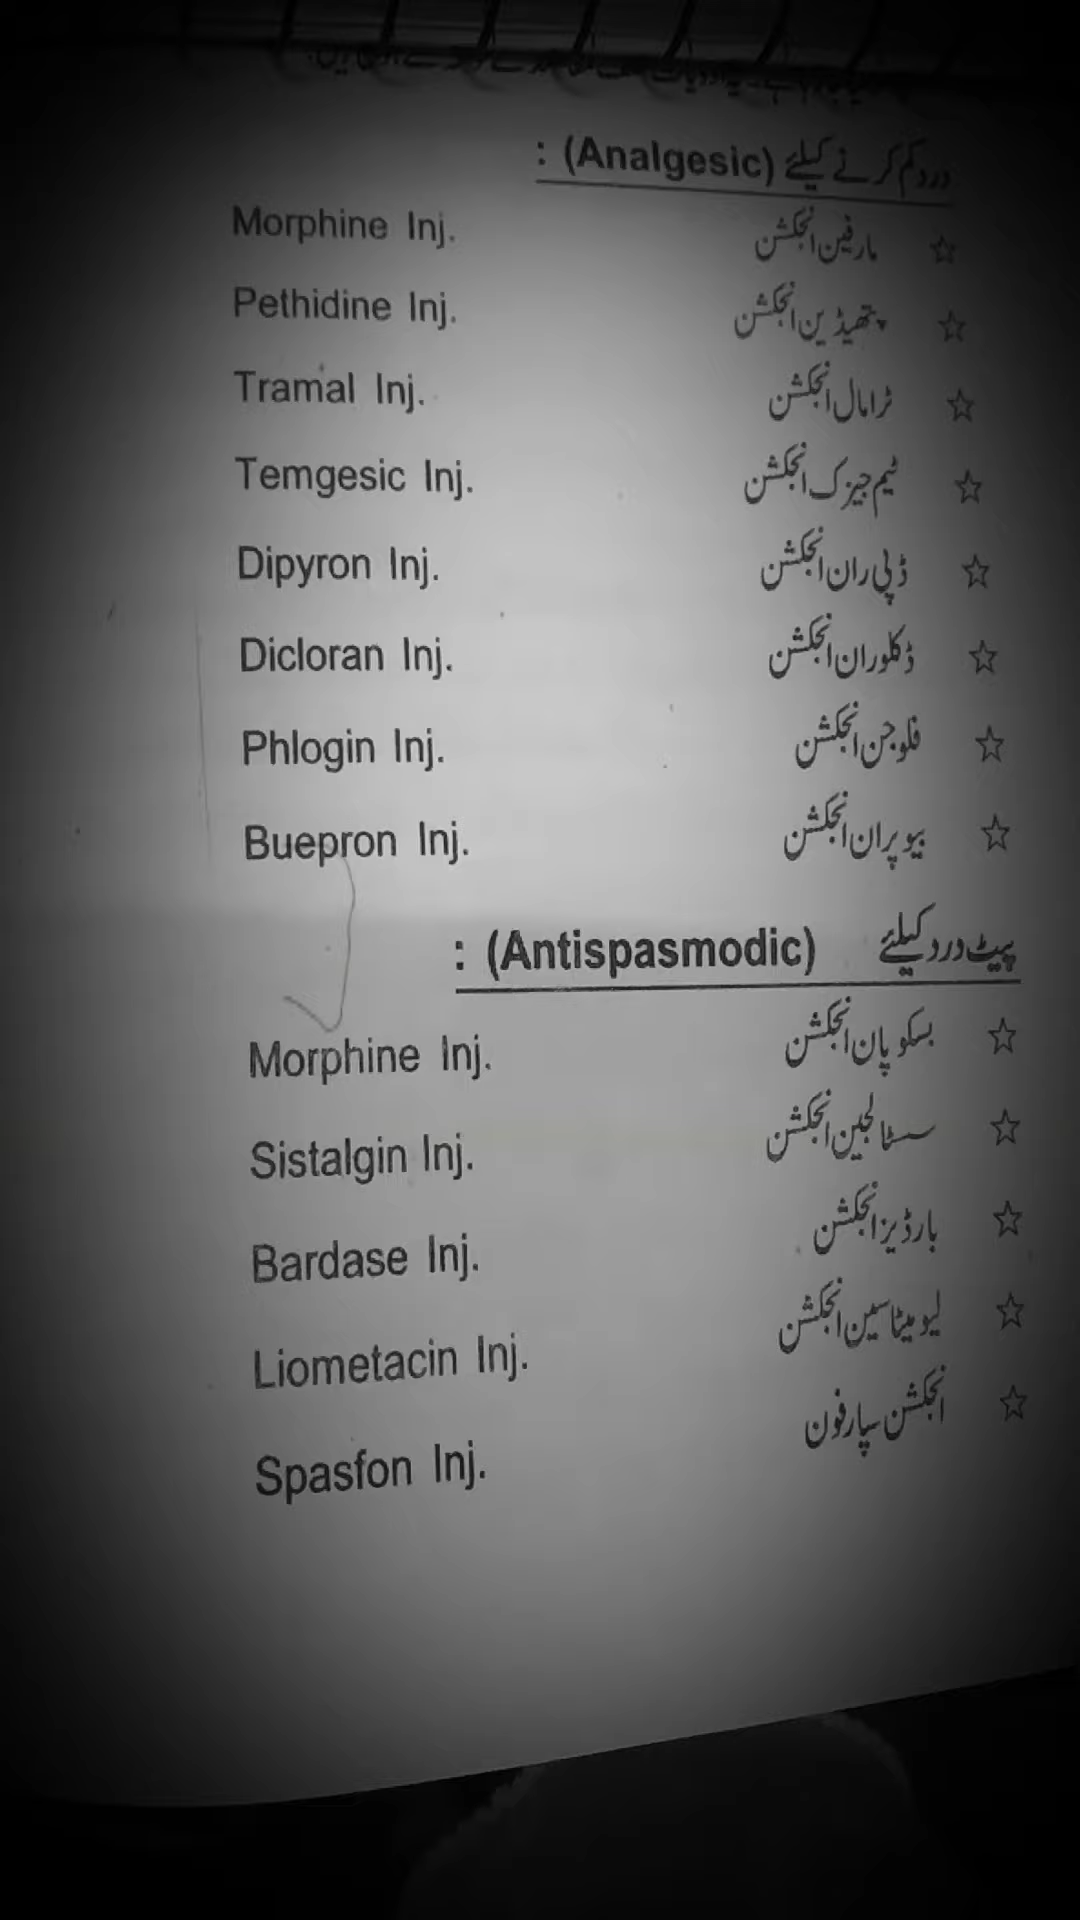 درد کم کرنے کیلئے (Analgesic) :
Morphine Inj. مارفین انجکشن ☆
Pethidine Inj. پتھیڈین انجکشن ☆
Tramal Inj. ٹرامال انجکشن ☆
Temgesic Inj. ٹیم جیزک انجکشن ☆
Dipyron Inj. ڈپی ران انجکشن ☆
Dicloran Inj. ڈکلوران انجکشن ☆
Phlogin Inj. فلوجن انجکشن ☆
Buepron Inj. بیوپران انجکشن ☆
پیٹ درد کیلئے (Antispasmodic) :
Morphine Inj. بسکوپان انجکشن ☆
Sistalgin Inj. سسٹالجین انجکشن ☆
Bardase Inj. بارڈیز انجکشن ☆
Liometacin Inj. لیومیٹاسین انجکشن ☆
Spasfon Inj. انجکشن سپارفون ☆